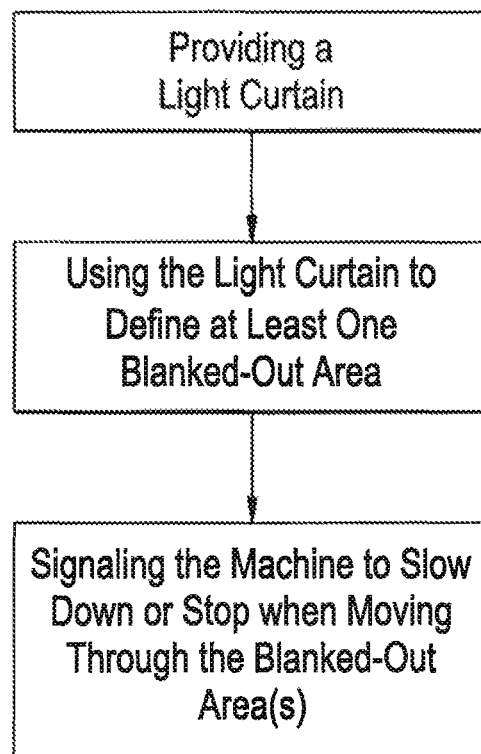 Providing a
Light Curtain
Using the Light Curtain to
Define at Least One
Blanked-Out Area
Signaling the Machine to Slow
Down or Stop when Moving
Through the Blanked-Out
Area(s)